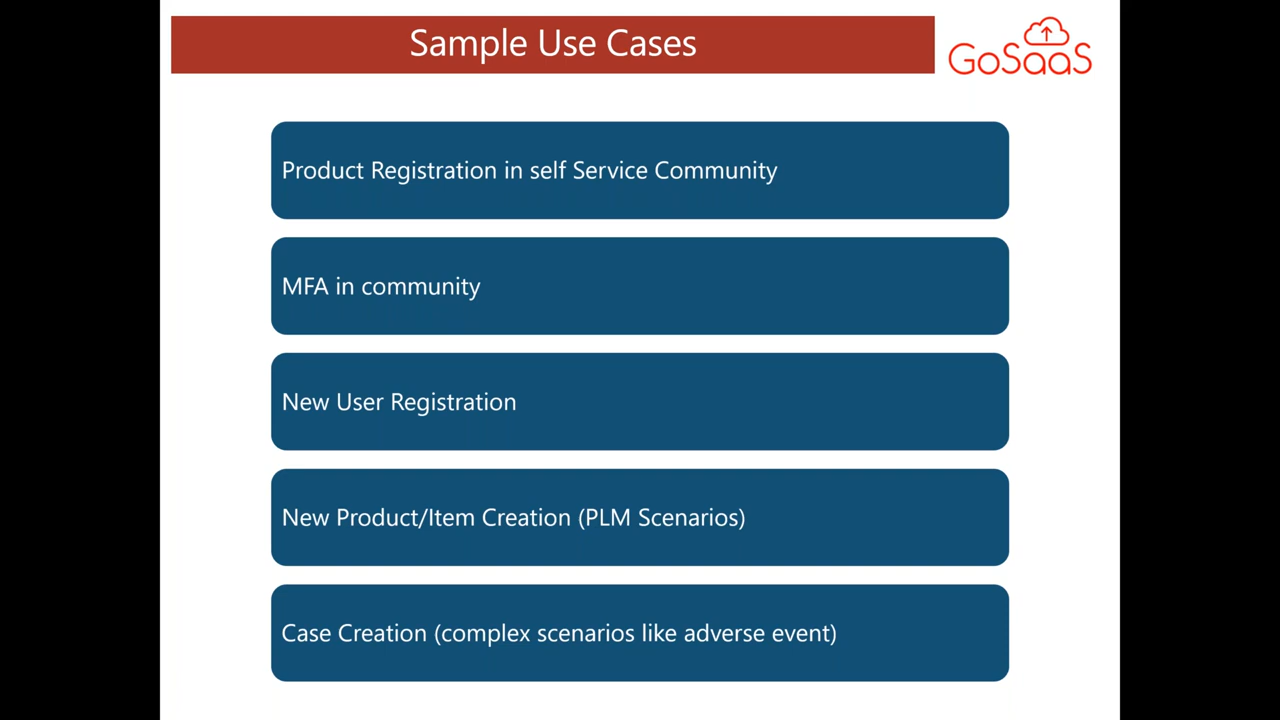 Sample Use Cases
GoSaaS
Product Registration in self Service Community
MFA in community
New User Registration
New Product/Item Creation (PLM Scenarios)
Case Creation (complex scenarios like adverse event)